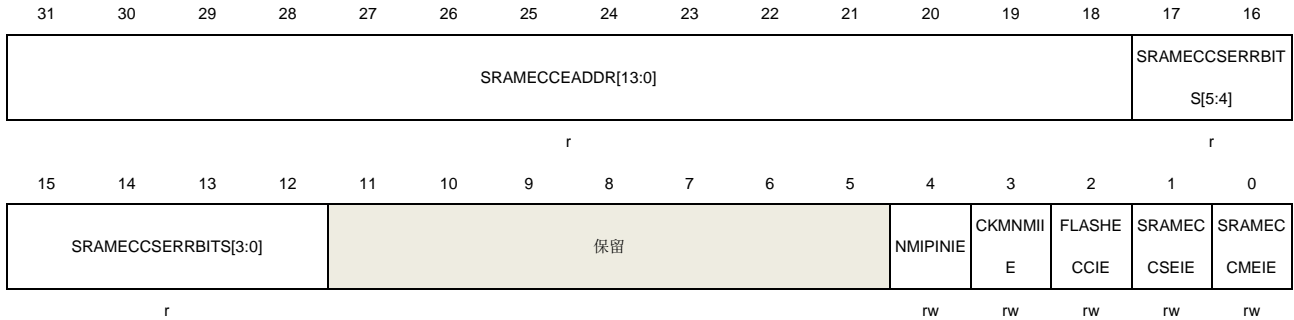 31 30 29 28 27 26 25 24 23 22 21 20 19 18 17 16
SRAMECCEADDR[13:0]
SRAMECCSERRBIT
S[5:4]
r r
15 14 13 12 11 10 9 8 7 6 5 4 3 2 1 0
SRAMECCSERRBITS[3:0]
保留
NMIPINIE
CKMNMII
E
FLASHE
CCIE
SRAMEC
CSEIE
SRAMEC
CMEIE
r rw rw rw rw rw